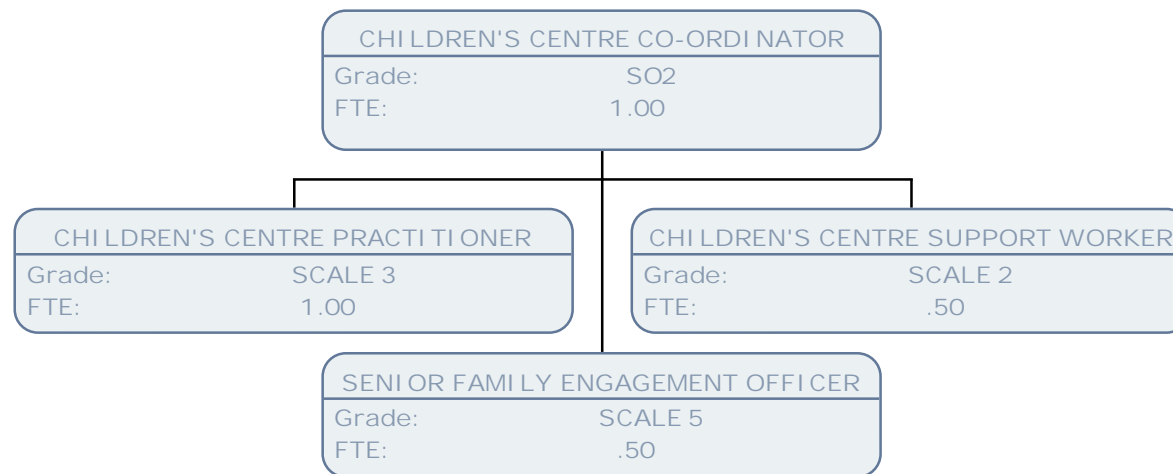 CHILDREN'S CENTRE CO-ORDINATOR
Grade: SO2
FTE: 1.00
CHILDREN'S CENTRE PRACTITIONER
Grade: SCALE 3
FTE: 1.00
CHILDREN'S CENTRE SUPPORT WORKER
Grade: SCALE 2
FTE: .50
SENIOR FAMILY ENGAGEMENT OFFICER
Grade: SCALE 5
FTE: .50